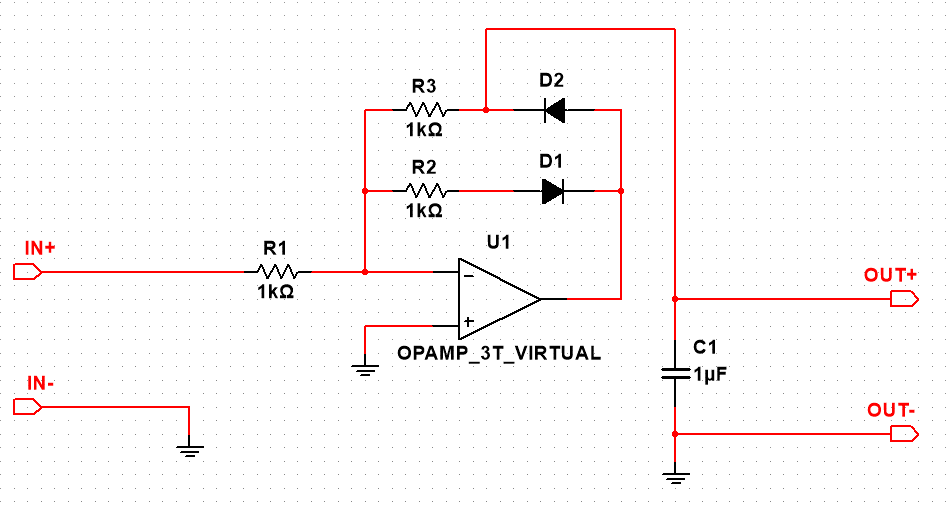 D2
R3
1kΩ
D1
R2
1kΩ
U1
IN+
R1
1kΩ
OUT+
−
+
OPAMP_3T_VIRTUAL
C1
1µF
IN-
OUT-